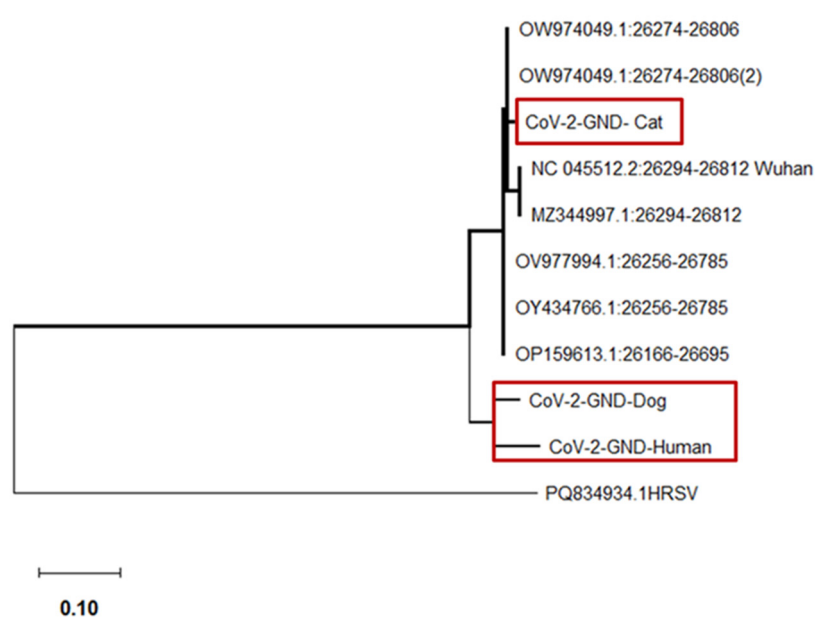 OW974049.1:26274-26806
OW974049.1:26274-26806(2)
CoV-2-GND- Cat
NC 045512.2:26294-26812 Wuhan
MZ344997.1:26294-26812
OV977994.1:26256-26785
OY434766.1:26256-26785
OP159613.1:26166-26695
CoV-2-GND-Dog
CoV-2-GND-Human
PQ834934.1HRSV
0.10